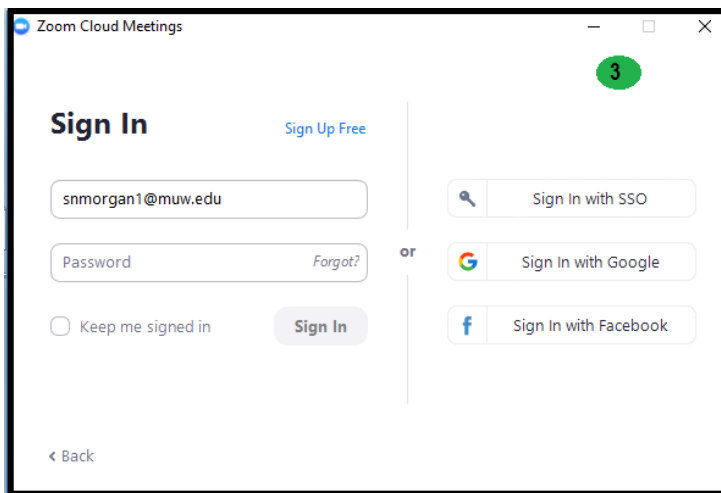 Zoom Cloud Meetings
3
Sign In
Sign Up Free
snmorgan1@muw.edu
Password
Forgot?
Keep me signed in
Sign In
or
Sign In with SSO
Sign In with Google
Sign In with Facebook
Back